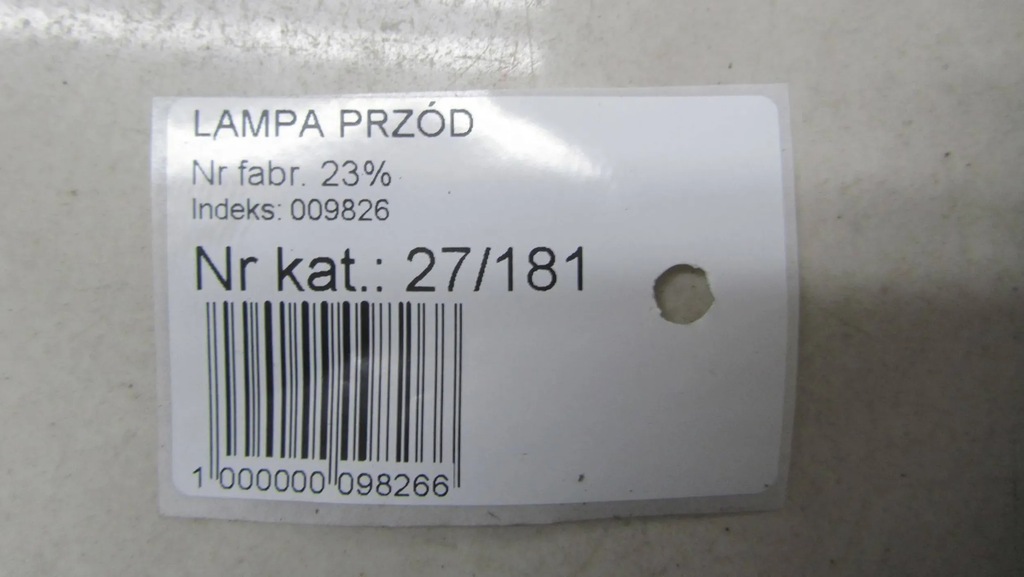 LAMPA PRZÓD
Nr fabr. 23%
Indeks: 009826
Nr kat.: 27/181
1 000000 098266